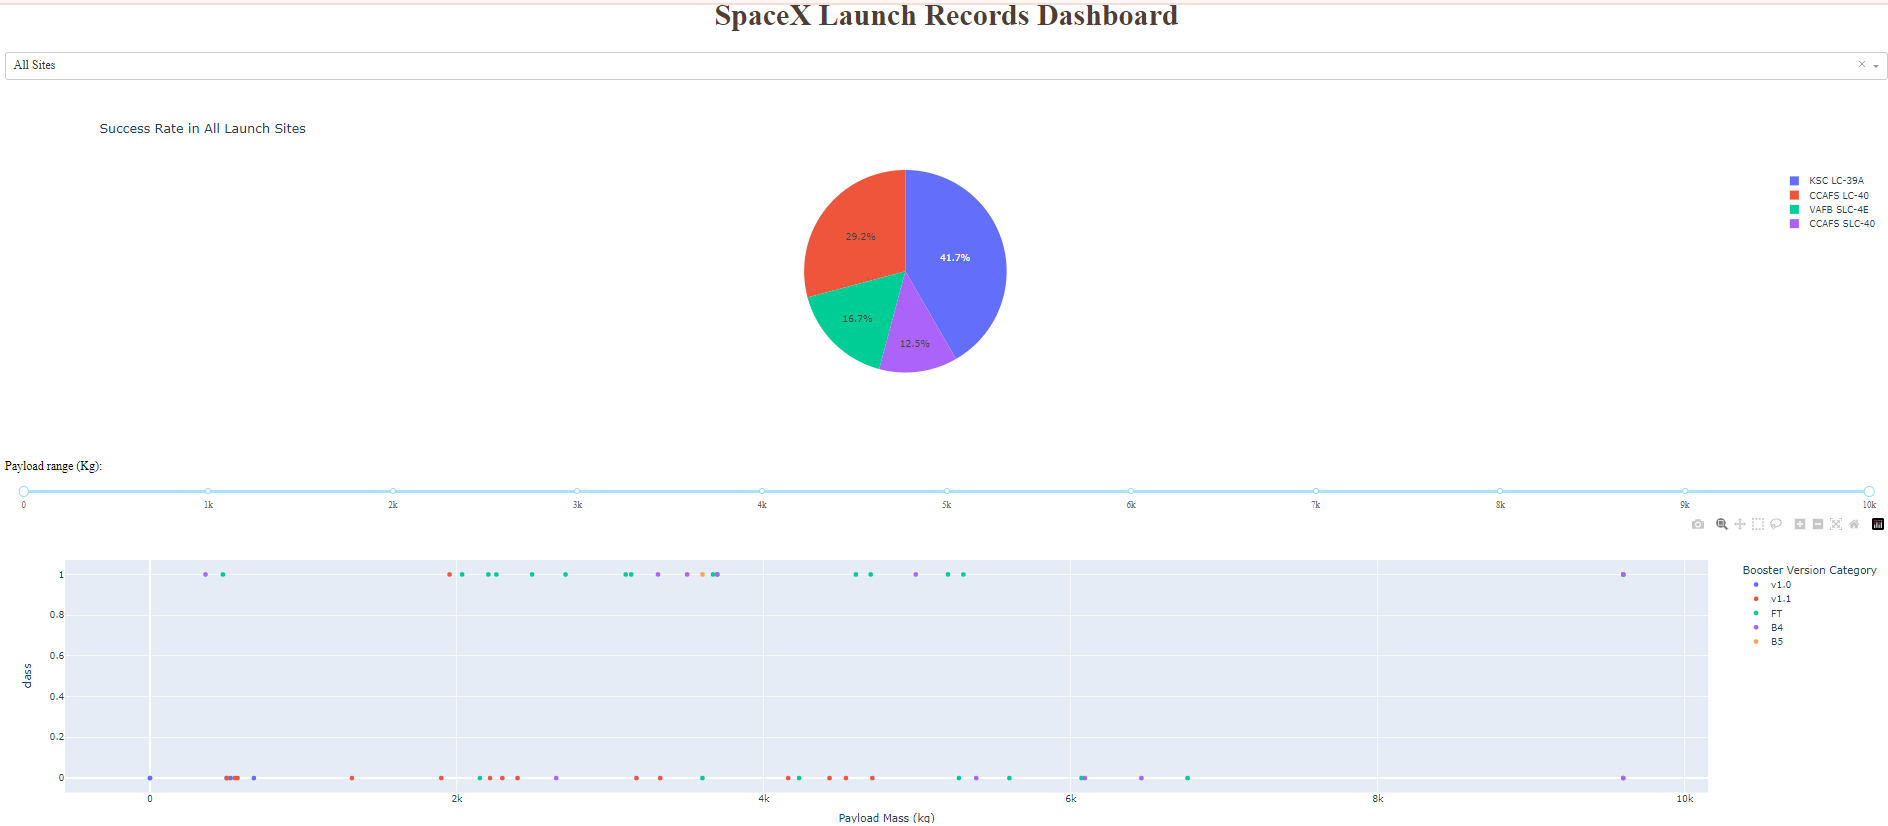 SpaceX Launch Records Dashboard
All Sites
Success Rate in All Launch Sites
KSC LC-39A
CCAFS LC-40
VAFB SLC-4E
CCAFS SLC-40
29.2%
41.7%
16.7%
12.5%
Payload range (Kg):
0 1k 2k 3k 4k 5k 6k 7k 8k 9k 10k
Booster Version Category
v1.0
v1.1
FT
B4
B5
class
1
0.8
0.6
0.4
0.2
0
0 2k 4k 6k 8k 10k
Payload Mass (kg)